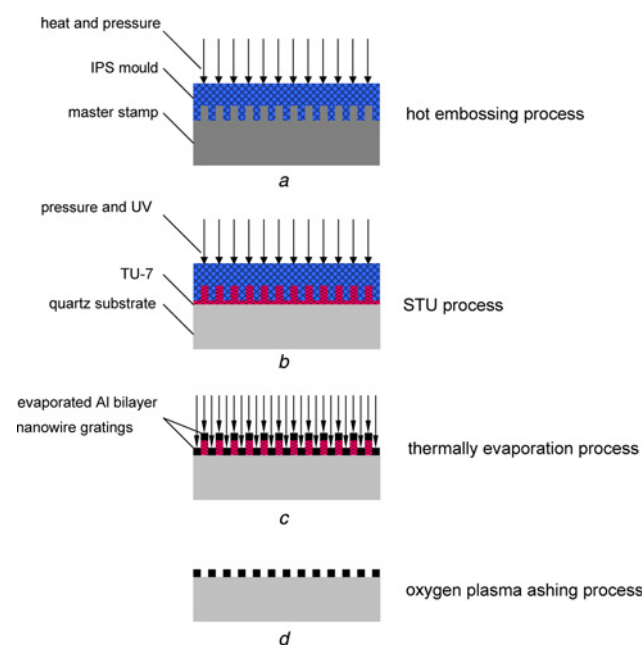 heat and pressure
IPS mould
master stamp
hot embossing process
a
pressure and UV
TU-7
quartz substrate
STU process
b
evaporated Al bilayer
nanowire gratings
thermally evaporation process
c
oxygen plasma ashing process
d